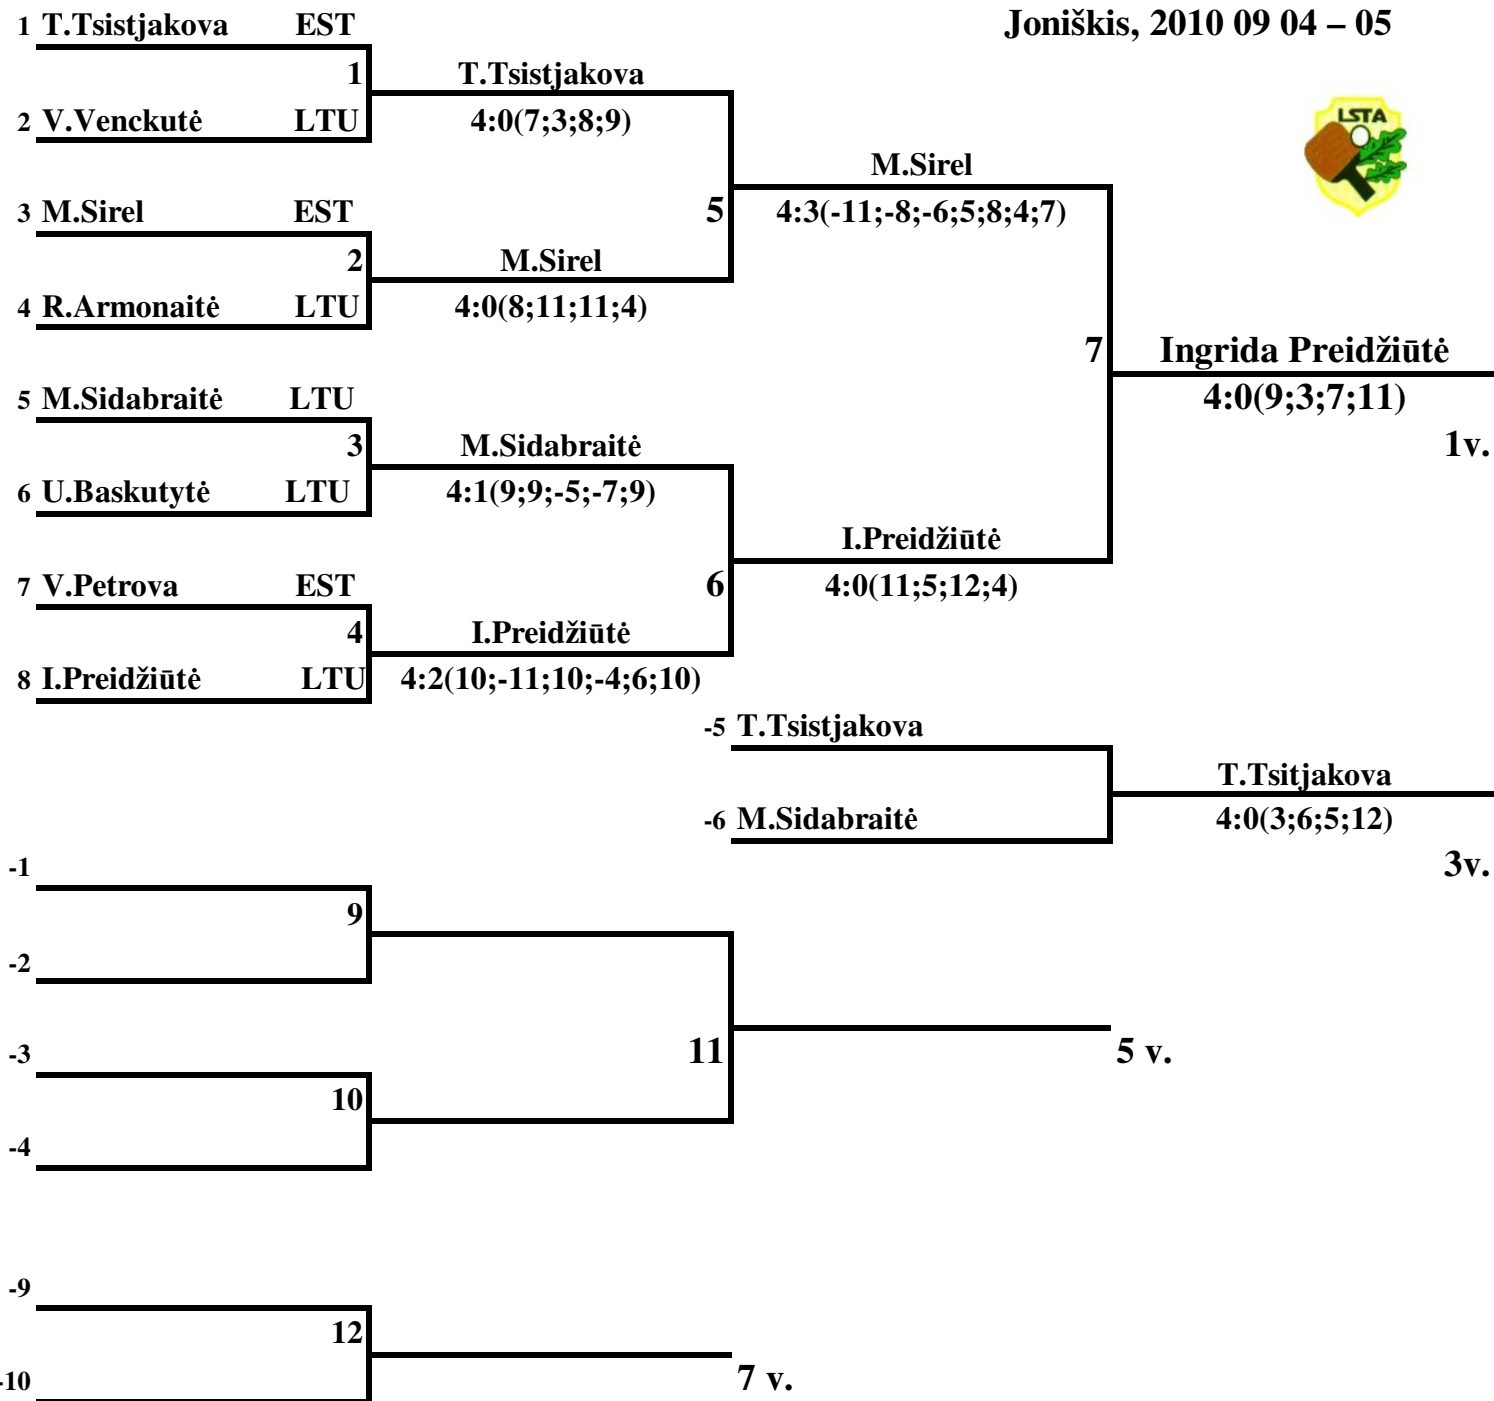 Joniškis, 2010 09 04 – 05
LSTA
1 T.Tsistjakova EST
1
T.Tsistjakova
2 V.Venckutė LTU
4:0(7;3;8;9)
M.Sirel
3 M.Sirel EST
5
4:3(-11;-8;-6;5;8;4;7)
2
M.Sirel
4 R.Armonaitė LTU
4:0(8;11;11;4)
7
Ingrida Preidžiūtė
5 M.Sidabraitė LTU
4:0(9;3;7;11)
3
M.Sidabraitė
1v.
6 U.Baskutytė LTU
4:1(9;9;-5;-7;9)
I.Preidžiūtė
7 V.Petrova EST
6
4:0(11;5;12;4)
4
I.Preidžiūtė
8 I.Preidžiūtė LTU
4:2(10;-11;10;-4;6;10)
-5 T.Tsistjakova
T.Tsitjakova
-6 M.Sidabraitė
4:0(3;6;5;12)
3v.
-1
9
-2
-3
11
5 v.
10
-4
-9
12
-10
7 v.